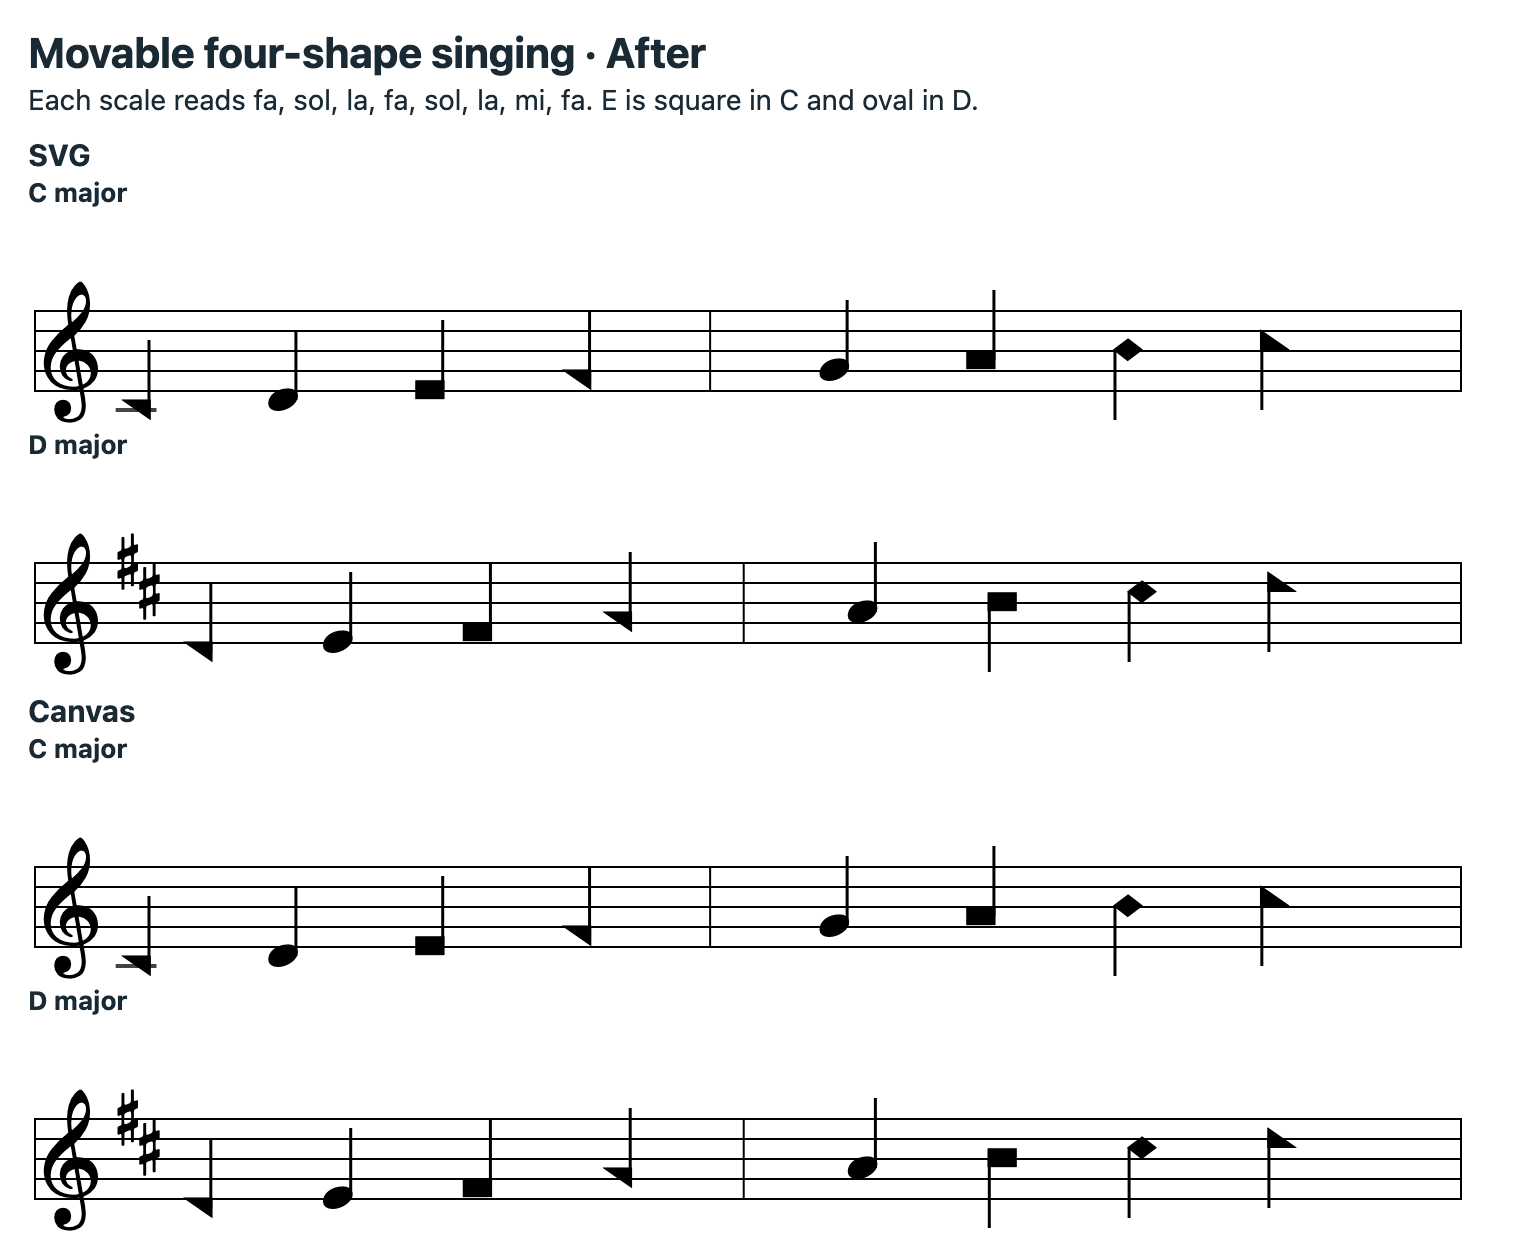 Movable four-shape singing · After
Each scale reads fa, sol, la, fa, sol, la, mi, fa. E is square in C and oval in D.
SVG
C major
D major
Canvas
C major
D major